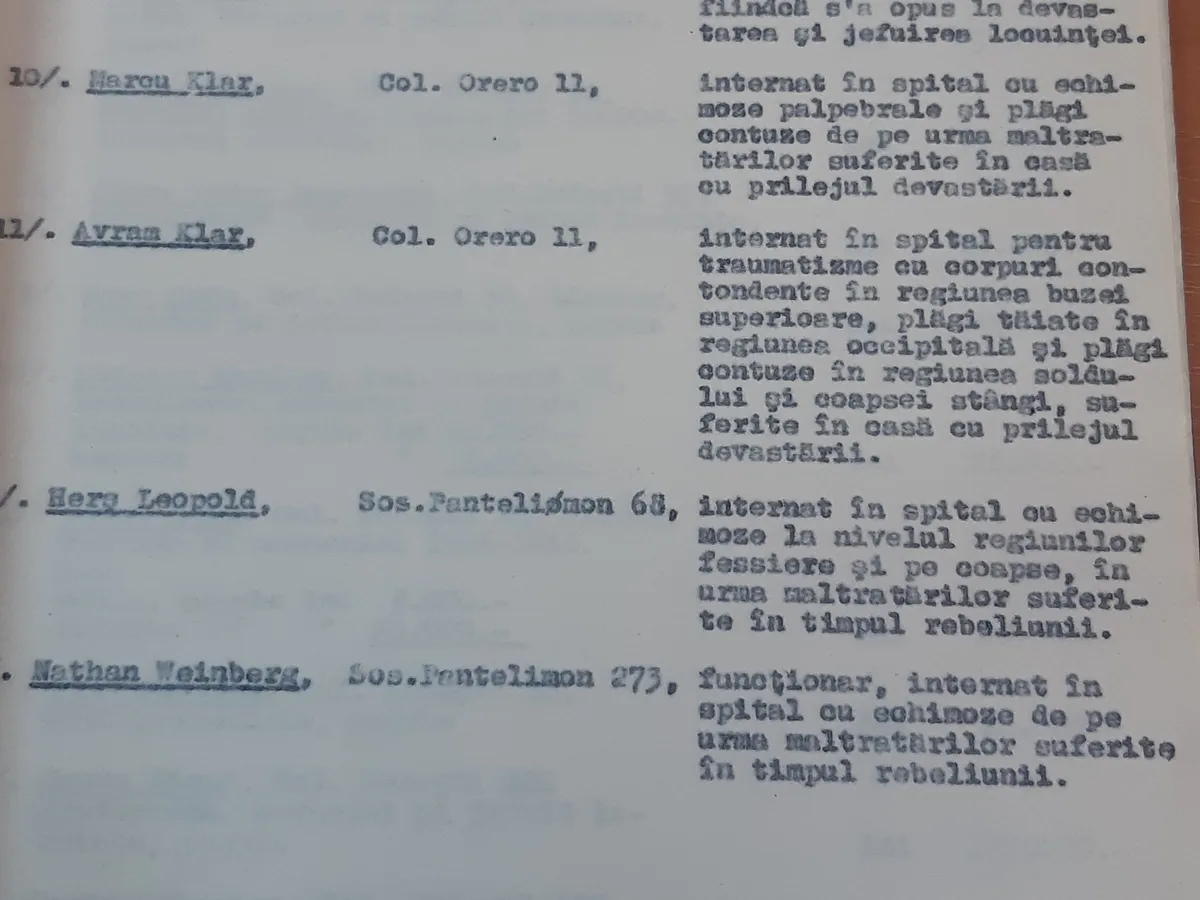 fiindcă s'a opus la devas-
tarea şi jefuirea locuinţei.
10/. Marcu Klar, Col. Orero 11, internat în spital cu echi-
moze palpebrale şi plăgi
contuze de pe urma maltra-
tărilor suferite în casă
cu prilejul devastării.
11/. Avram Klar, Col. Orero 11, internat în spital pentru
traumatizme cu corpuri con-
tondente în regiunea buzei
superioare, plăgi tăiate în
regiunea occipitală şi plăgi
contuze în regiunea soldu-
lui şi coapsei stângi, su-
ferite în casă cu prilejul
devastării.
/. Herg Leopold, Sos.Panteliømon 68, internat în spital cu echi-
moze la nivelul regiunilor
fessiere şi pe coapse, în
urma maltratărilor suferi-
te în timpul rebeliunii.
. Nathan Weinberg, Sos.Pantelimon 273, funcţionar, internat în
spital cu echimoze de pe
urma maltratărilor suferite
în timpul rebeliunii.